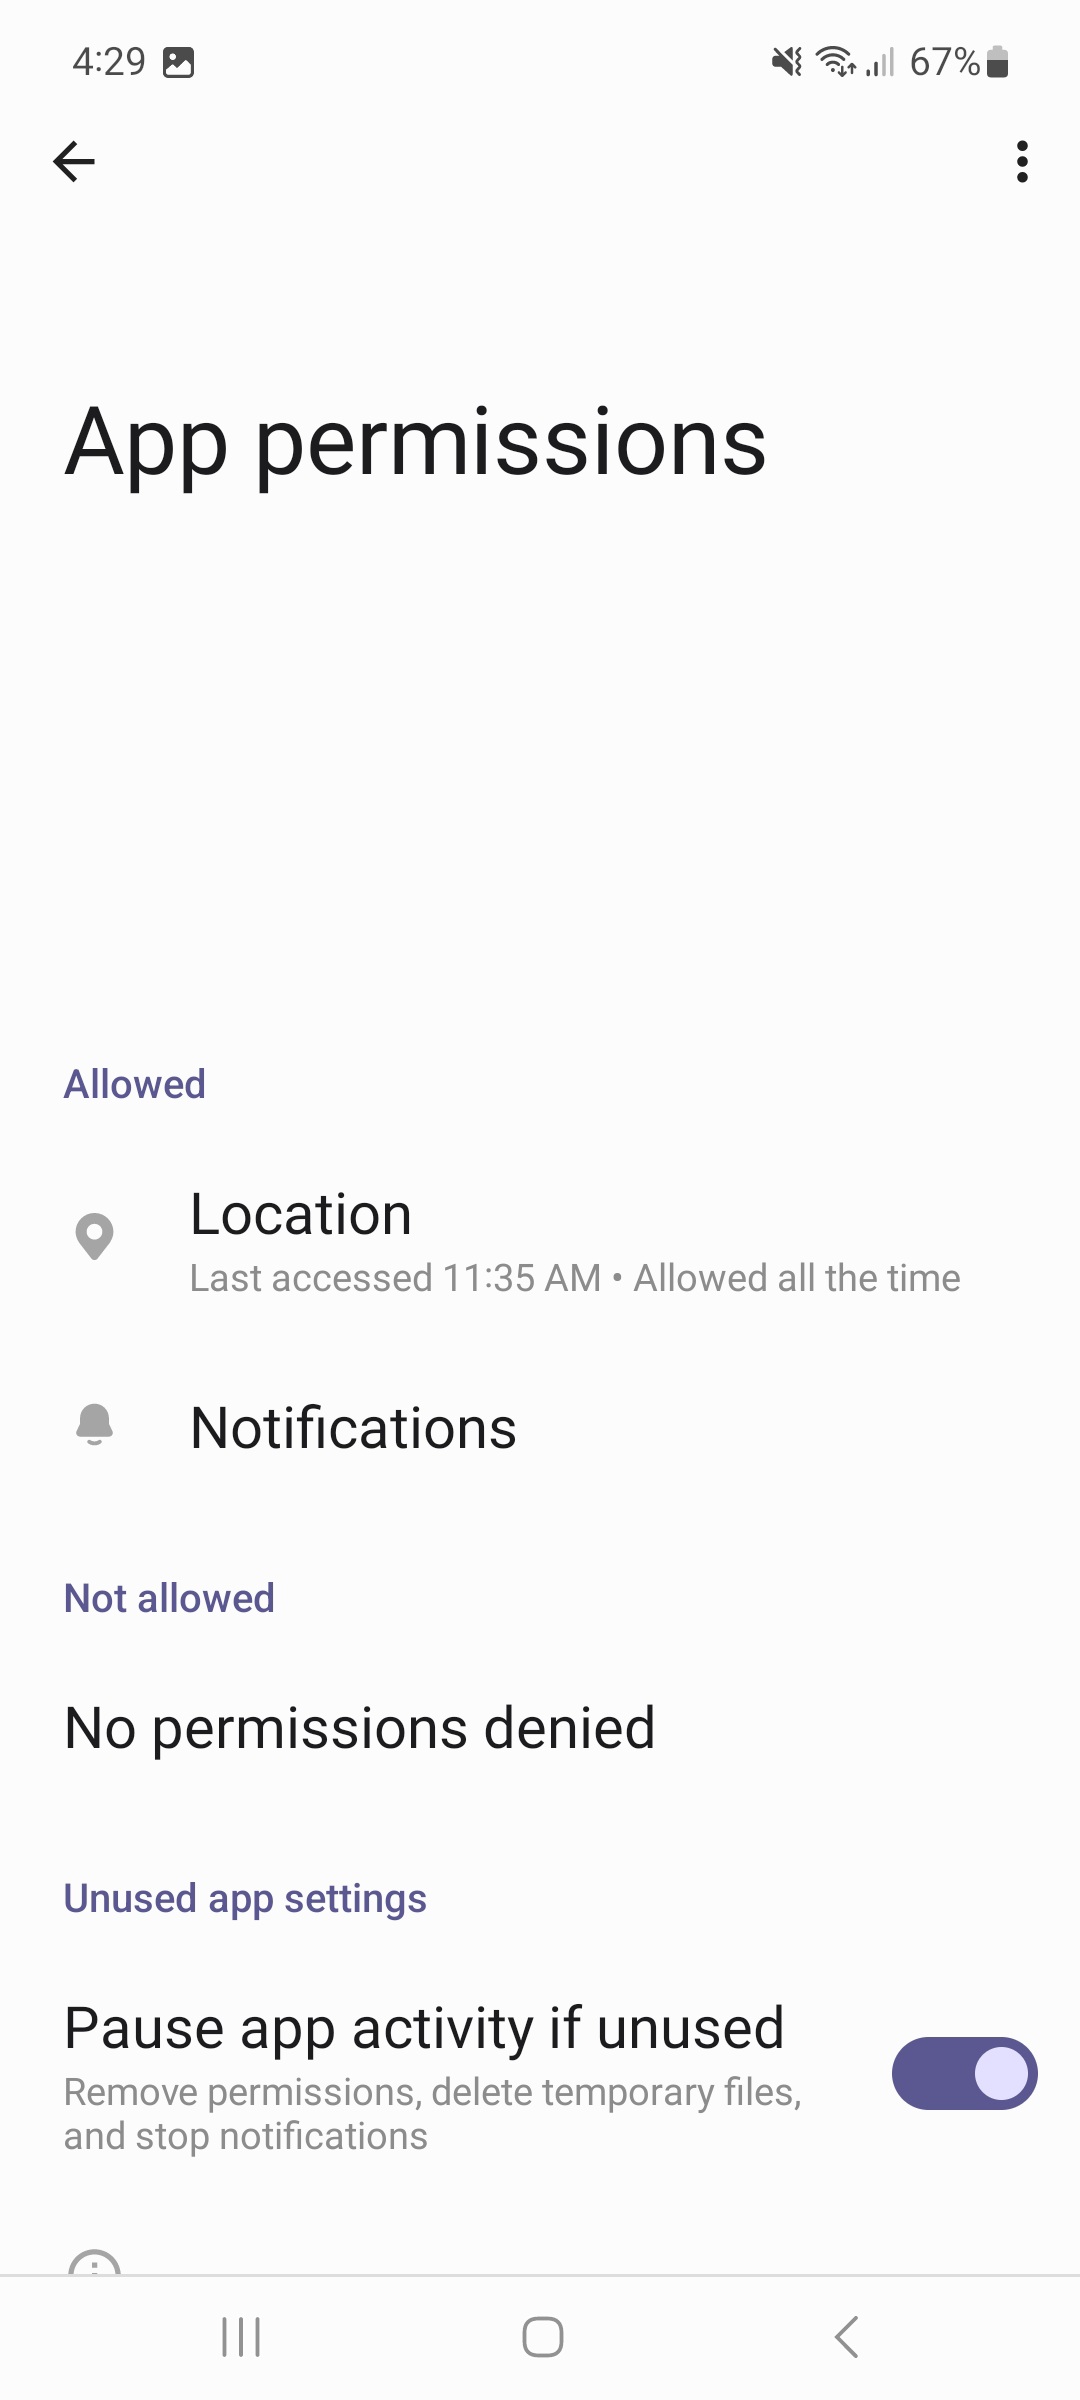 4:29
67%
App permissions
Allowed
Location
Last accessed 11:35 AM • Allowed all the time
Notifications
Not allowed
No permissions denied
Unused app settings
Pause app activity if unused
Remove permissions, delete temporary files,
and stop notifications